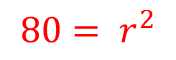 80 = r²